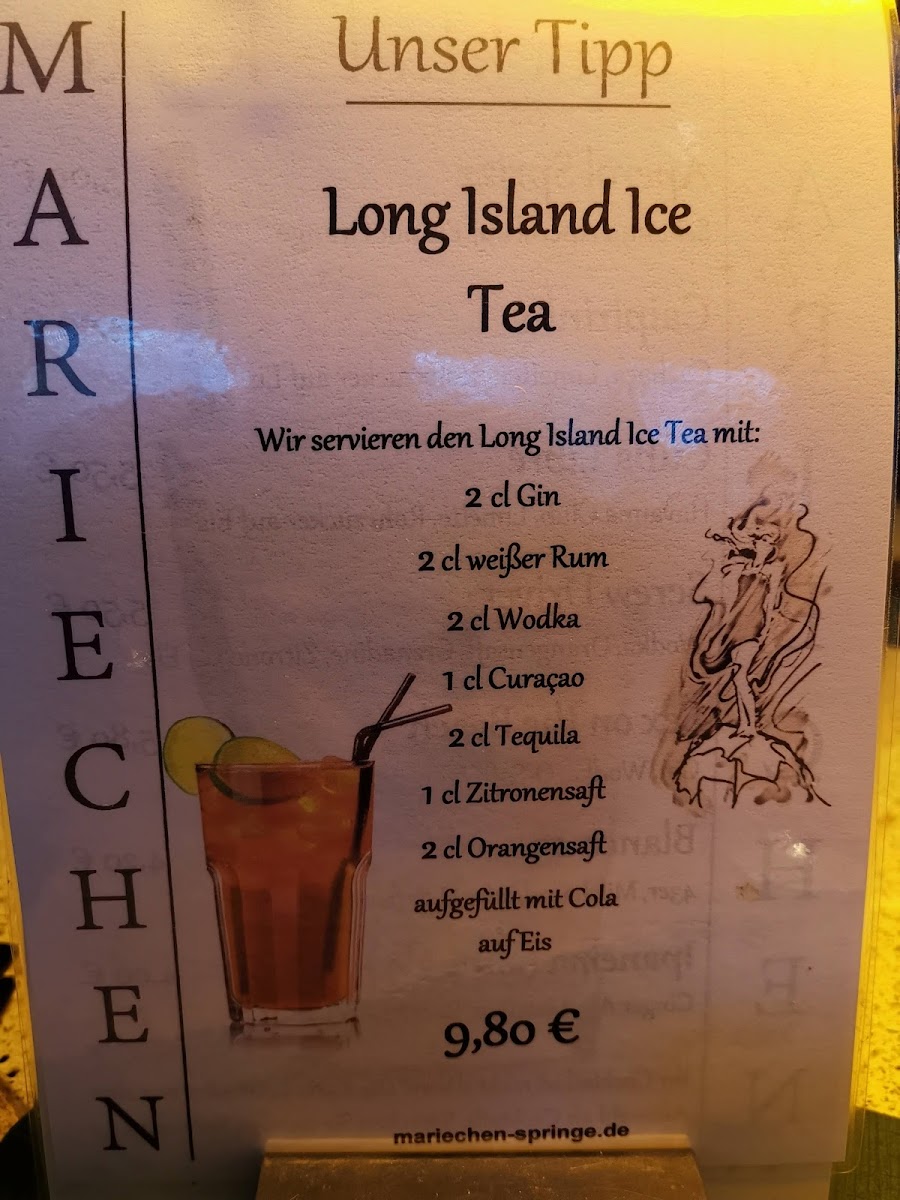 MARIECHEN
Unser Tipp
Long Island Ice
Tea
Wir servieren den Long Island Ice Tea mit:
2 cl Gin
2 cl weißer Rum
2 cl Wodka
1 cl Curaçao
2 cl Tequila
1 cl Zitronensaft
2 cl Orangensaft
aufgefüllt mit Cola
auf Eis
9,80 €
mariechen-springe.de